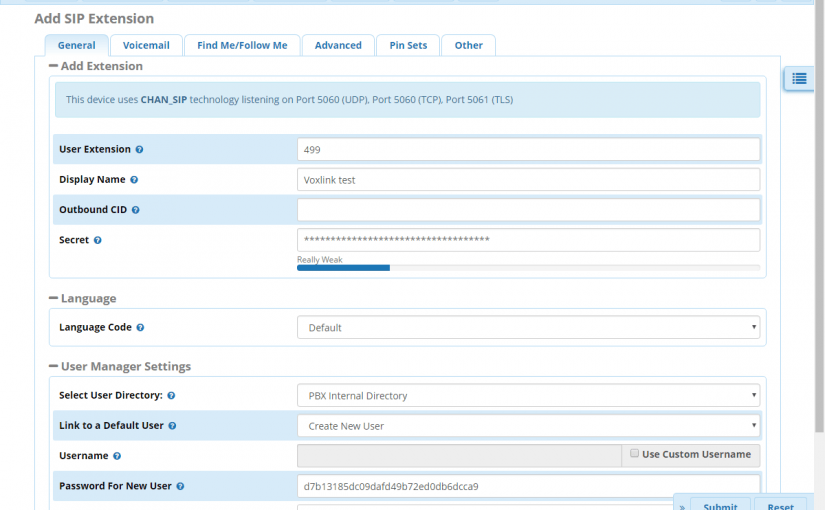 Add SIP Extension
General Voicemail Find Me/Follow Me Advanced Pin Sets Other
Add Extension
This device uses CHAN_SIP technology listening on Port 5060 (UDP), Port 5060 (TCP), Port 5061 (TLS)
User Extension 499
Display Name Voxlink test
Outbound CID
Secret ************************************
Really Weak
Language
Language Code Default
User Manager Settings
Select User Directory: PBX Internal Directory
Link to a Default User Create New User
Username Use Custom Username
Password For New User d7b13185dc09dafd49b72ed0db6dcca9
» Submit Reset